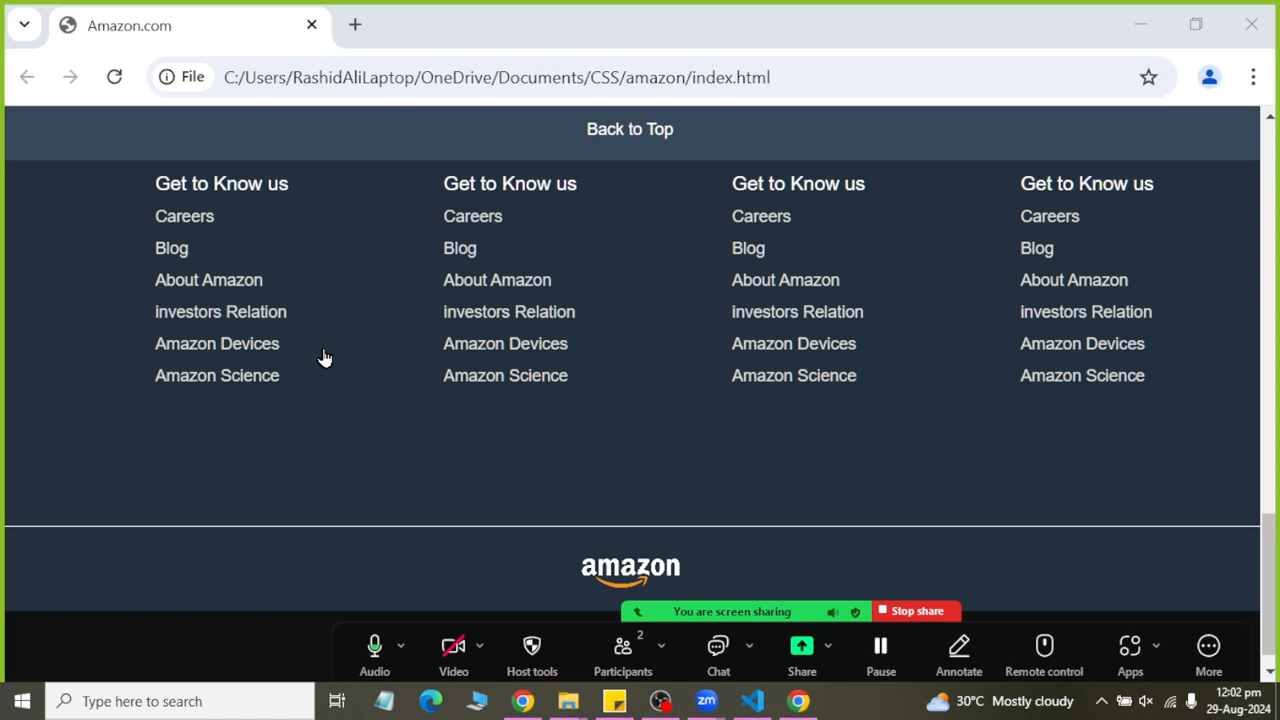 Amazon.com
File
C:/Users/RashidAliLaptop/OneDrive/Documents/CSS/amazon/index.html
Back to Top
Get to Know us
Careers
Blog
About Amazon
investors Relation
Amazon Devices
Amazon Science
Get to Know us
Careers
Blog
About Amazon
investors Relation
Amazon Devices
Amazon Science
Get to Know us
Careers
Blog
About Amazon
investors Relation
Amazon Devices
Amazon Science
Get to Know us
Careers
Blog
About Amazon
investors Relation
Amazon Devices
Amazon Science
amazon
You are screen sharing
Stop share
Audio
Video
Host tools
2
Participants
Chat
Share
Pause
Annotate
Remote control
Apps
More
Type here to search
zm
30°C Mostly cloudy
12:02 pm
29-Aug-2024